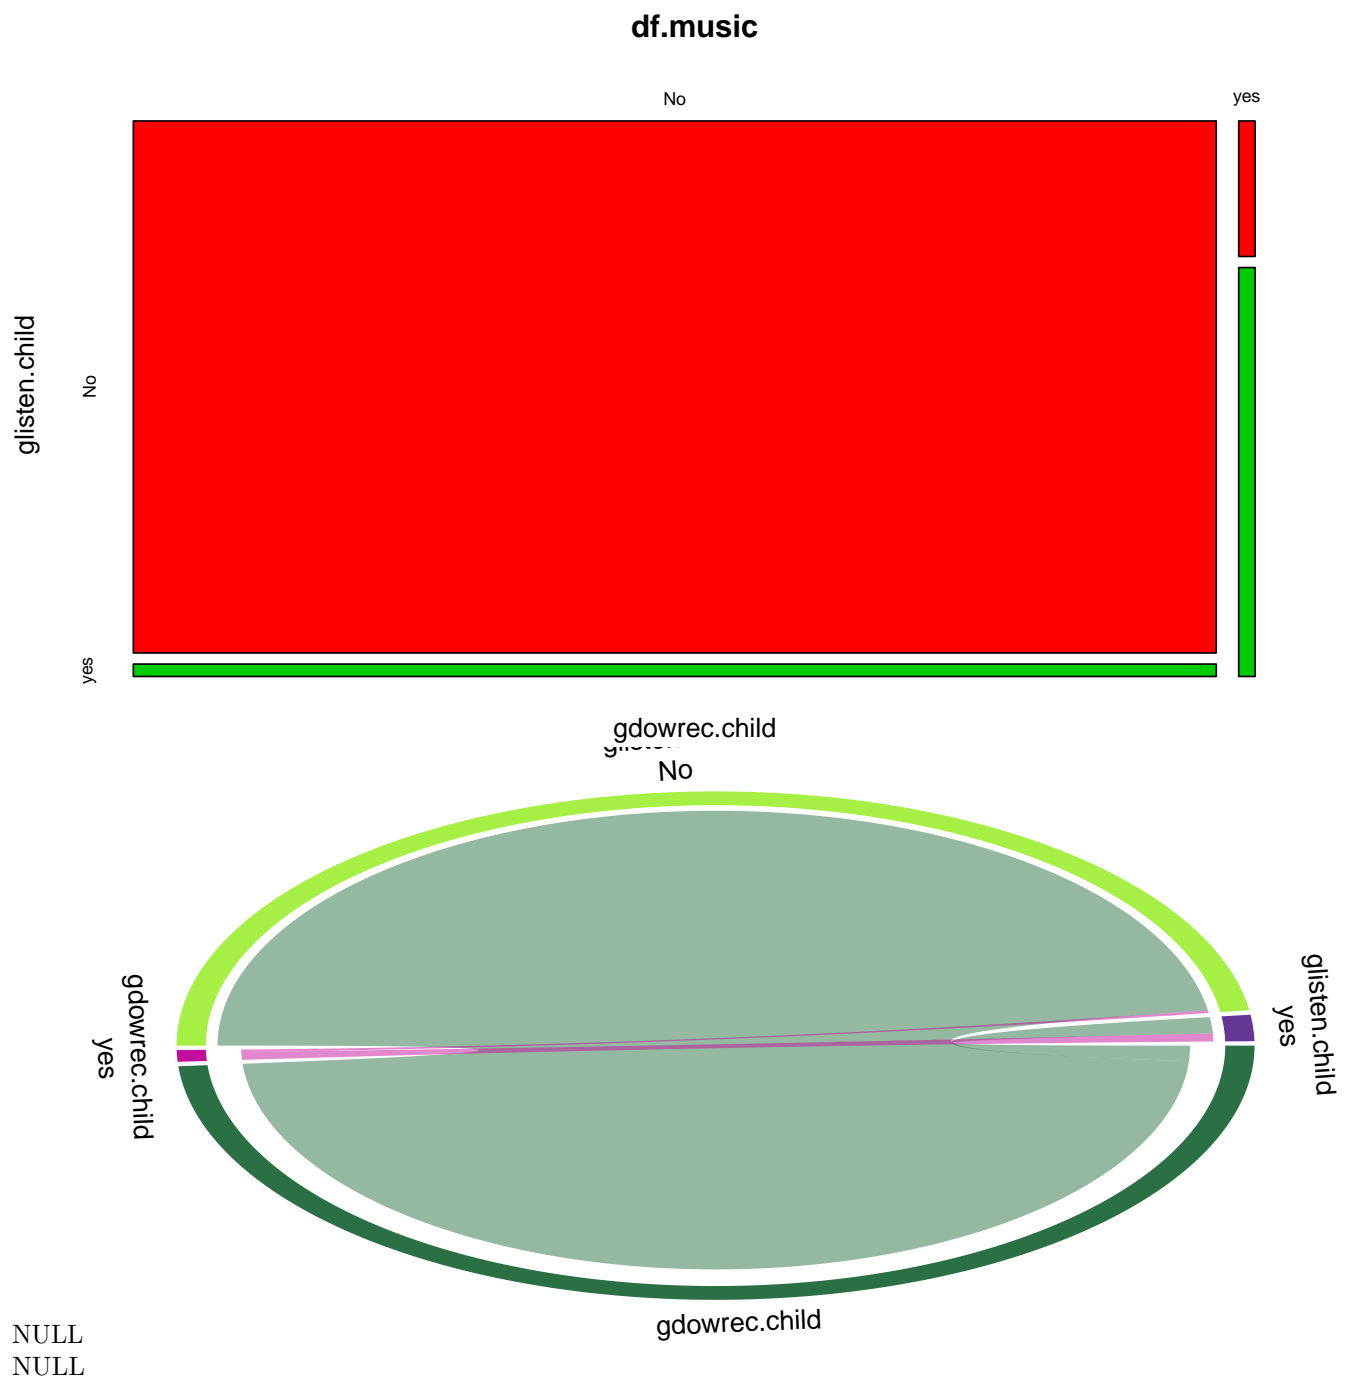 df.music
No
yes
glisten.child
No
yes
gdowrec.child
No
glisten.child
yes
gdowrec.child
yes
gdowrec.child
NULL
NULL